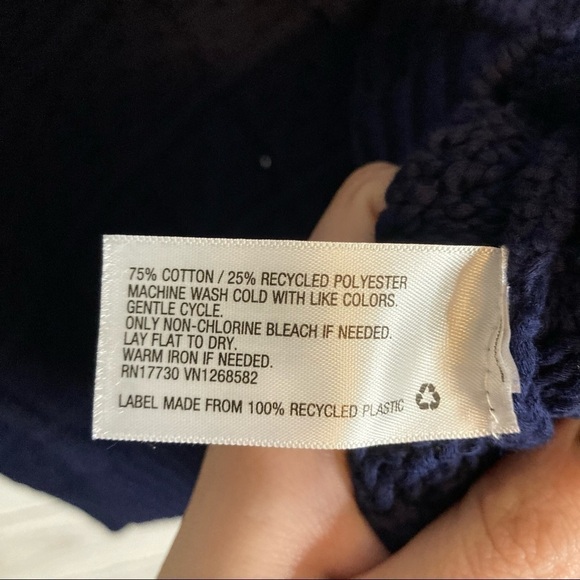 75% COTTON / 25% RECYCLED POLYESTER
MACHINE WASH COLD WITH LIKE COLORS.
GENTLE CYCLE.
ONLY NON-CHLORINE BLEACH IF NEEDED.
LAY FLAT TO DRY.
WARM IRON IF NEEDED.
RN17730 VN1268582
LABEL MADE FROM 100% RECYCLED PLASTIC